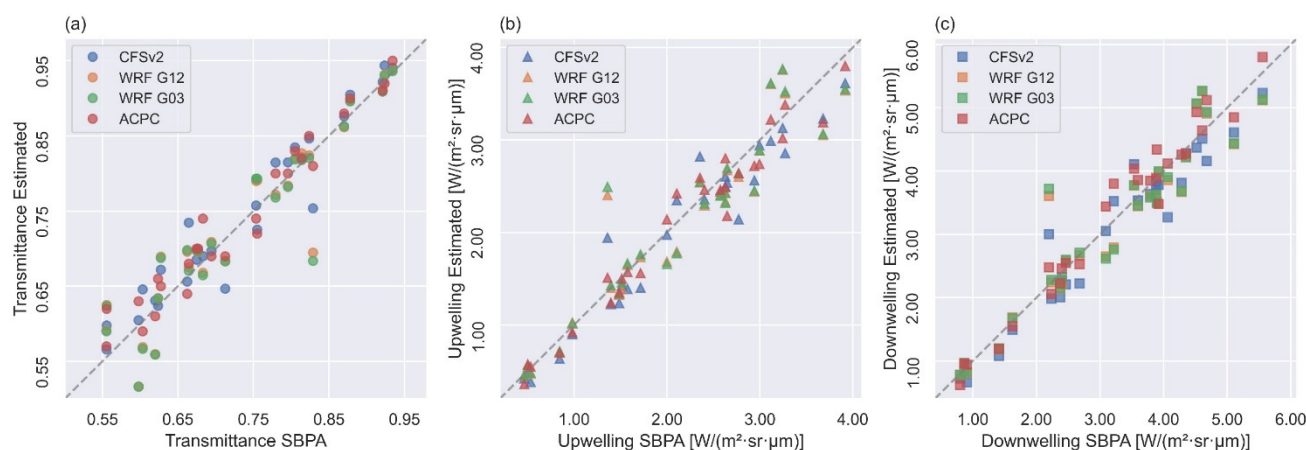 (a)
CFSv2
WRF G12
WRF G03
ACPC
Transmittance Estimated
0.95
0.85
0.75
0.65
0.55
0.55 0.65 0.75 0.85 0.95
Transmittance SBPA
(b)
CFSv2
WRF G12
WRF G03
ACPC
Upwelling Estimated [W/(m²·sr·μm)]
4.00
3.00
2.00
1.00
1.00 2.00 3.00 4.00
Upwelling SBPA [W/(m²·sr·μm)]
(c)
CFSv2
WRF G12
WRF G03
ACPC
Downwelling Estimated [W/(m²·sr·μm)]
6.00
5.00
4.00
3.00
2.00
1.00
1.00 2.00 3.00 4.00 5.00 6.00
Downwelling SBPA [W/(m²·sr·μm)]